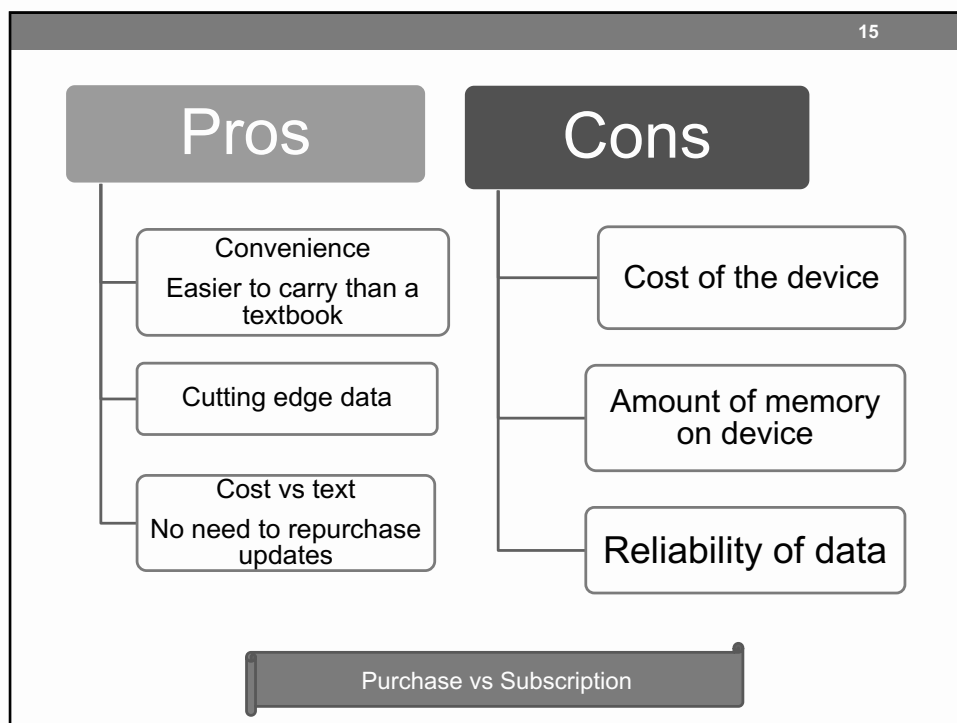 15
Pros
Convenience
Easier to carry than a
textbook
Cutting edge data
Cost vs text
No need to repurchase
updates
Cons
Cost of the device
Amount of memory
on device
Reliability of data
Purchase vs Subscription